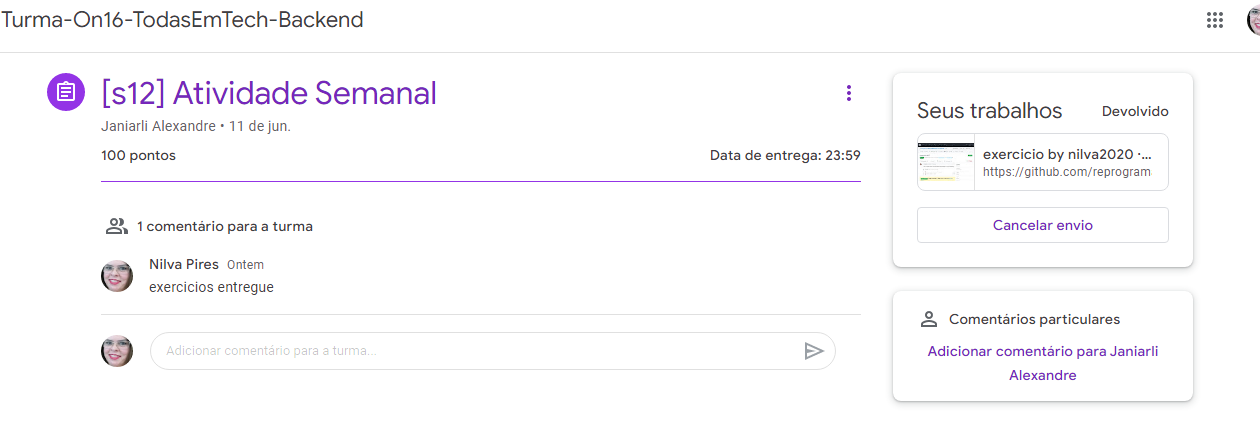 Turma-On16-TodasEmTech-Backend
[s12] Atividade Semanal
Janiarli Alexandre • 11 de jun.
100 pontos
Data de entrega: 23:59
1 comentário para a turma
Nilva Pires Ontem
exercicios entregue
Adicionar comentário para a turma...
Seus trabalhos
Devolvido
exercicio by nilva2020 ·...
https://github.com/reprogram
Cancelar envio
Comentários particulares
Adicionar comentário para Janiarli
Alexandre